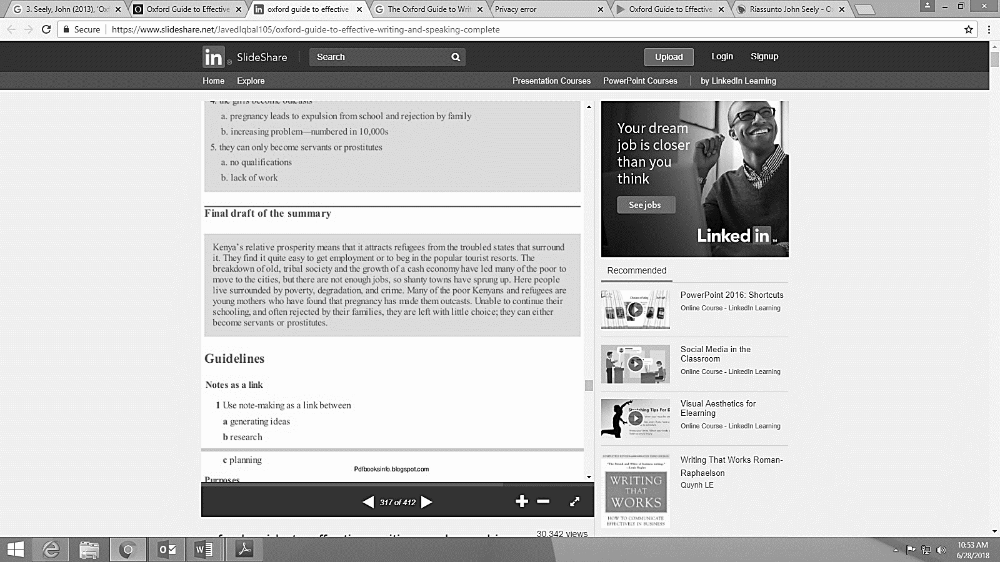 3. Seely, John (2013), 'Ox
Oxford Guide to Effective
oxford guide to effective
The Oxford Guide to Writ
Privacy error
Oxford Guide to Effective
Riassunto John Seely - O
Secure
https://www.slideshare.net/JavedIqbal105/oxford-guide-to-effective-writing-and-speaking-complete
in ® SlideShare
Search
Upload
Login
Signup
Home
Explore
Presentation Courses
PowerPoint Courses
by LinkedIn Learning
4. the girls become outcasts
a. pregnancy leads to expulsion from school and rejection by family
b. increasing problem—numbered in 10,000s
5. they can only become servants or prostitutes
a. no qualifications
b. lack of work
Final draft of the summary
Kenya's relative prosperity means that it attracts refugees from the troubled states that surround
it. They find it quite easy to get employment or to beg in the popular tourist resorts. The
breakdown of old, tribal society and the growth of a cash economy have led many of the poor to
move to the cities, but there are not enough jobs, so shanty towns have sprung up. Here people
live surrounded by poverty, degradation, and crime. Many of the poor Kenyans and refugees are
young mothers who have found that pregnancy has made them outcasts. Unable to continue their
schooling, and often rejected by their families, they are left with little choice; they can either
become servants or prostitutes.
Guidelines
Notes as a link
1 Use note-making as a link between
a generating ideas
b research
c planning
Pdfbooksinfo.blogspot.com
Purposes
317 of 412
30,342 views
Your dream
job is closer
than you
think
See jobs
Linked in ™
Recommended
PowerPoint 2016: Shortcuts
Online Course - LinkedIn Learning
Social Media in the
Classroom
Online Course - LinkedIn Learning
Stretching Tips For D
Visual Aesthetics for
Elearning
Online Course - LinkedIn Learning
WRITING
THAT
WORKS
HOW TO COMMUNICATE
EFFECTIVELY IN BUSINESS
Writing That Works Roman-
Raphaelson
Quynh LE
10:53 AM
6/28/2018